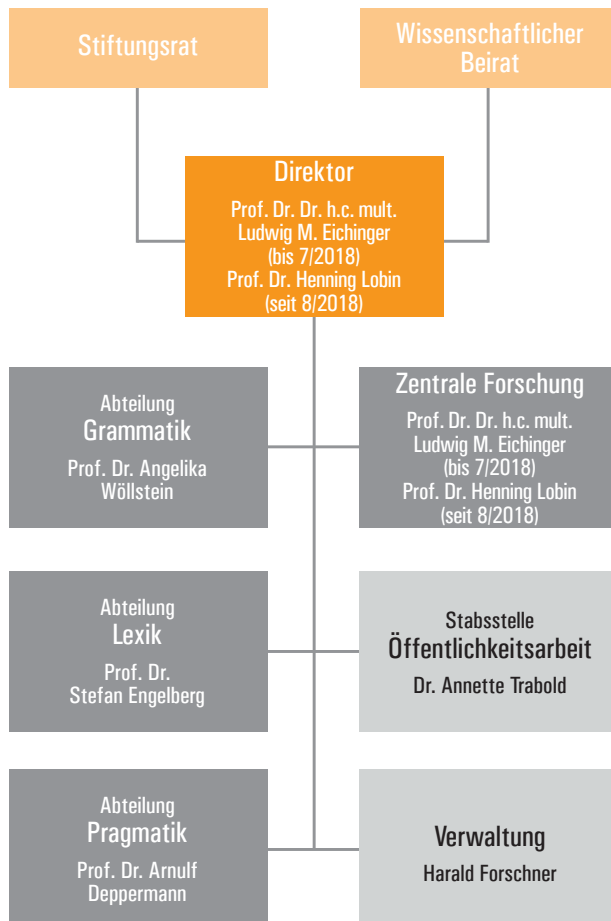 Stiftungsrat
Wissenschaftlicher
Beirat
Direktor
Prof. Dr. Dr. h.c. mult.
Ludwig M. Eichinger
(bis 7/2018)
Prof. Dr. Henning Lobin
(seit 8/2018)
Abteilung
Grammatik
Prof. Dr. Angelika
Wöllstein
Zentrale Forschung
Prof. Dr. Dr. h.c. mult.
Ludwig M. Eichinger
(bis 7/2018)
Prof. Dr. Henning Lobin
(seit 8/2018)
Abteilung
Lexik
Prof. Dr.
Stefan Engelberg
Stabsstelle
Öffentlichkeitsarbeit
Dr. Annette Trabold
Abteilung
Pragmatik
Prof. Dr. Arnulf
Deppermann
Verwaltung
Harald Forschner